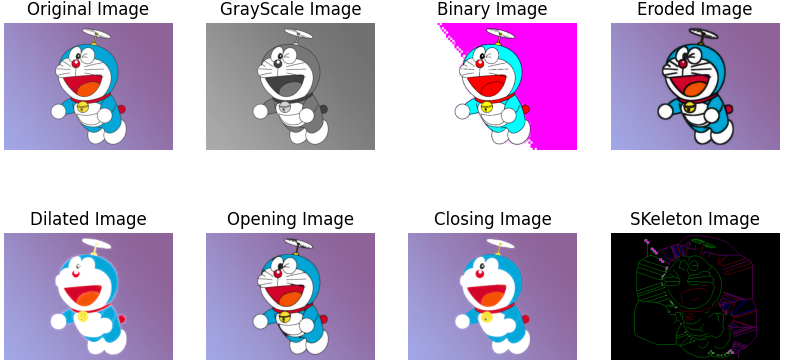 Original Image
GrayScale Image
Binary Image
Eroded Image
Dilated Image
Opening Image
Closing Image
SKeleton Image